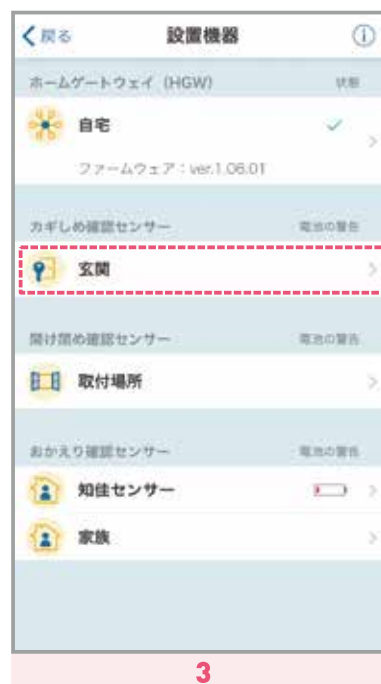 戻る 設置機器
ホームゲートウェイ (HGW) 状態
自宅
ファームウェア：ver.1.06.01
カギしめ確認センサー 電池の警告
玄関
開け閉め確認センサー 電池の警告
取付場所
おかえり確認センサー 電池の警告
知佳センサー
家族
3